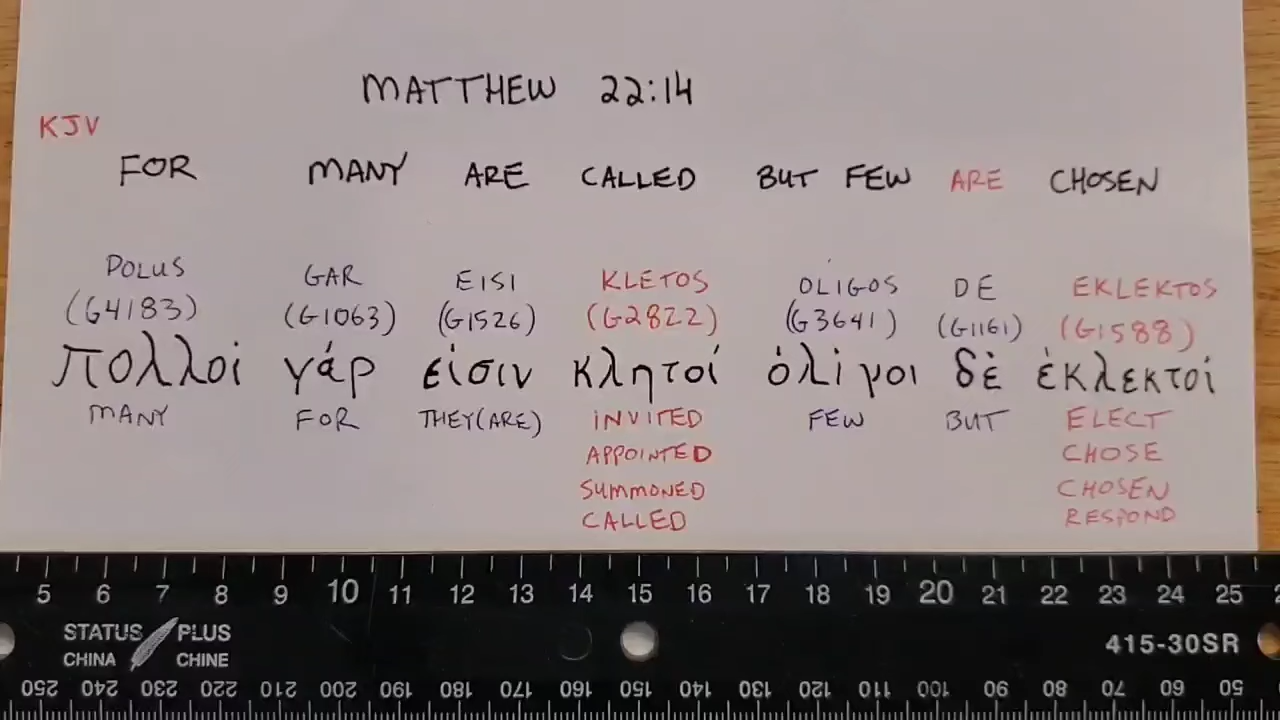 MATTHEW 22:14
KJV
FOR MANY ARE CALLED BUT FEW ARE CHOSEN
POLUS GAR EISI KLETOS OLIGOS DE EKLEKTOS
(G4183) (G1063) (G1526) (G2822) (G3641) (G1161) (G1588)
πολλοί γάρ εἰσιν κλητοί ὀλίγοι δὲ ἐκλεκτοί
MANY FOR THEY(ARE) INVITED FEW BUT ELECT
APPOINTED CHOSE
SUMMONED CHOSEN
CALLED RESPOND
5 6 7 8 9 10 11 12 13 14 15 16 17 18 19 20 21 22 23 24 25
STATUS PLUS
CHINA CHINE
415-30SR
250 240 230 220 210 200 190 180 170 160 150 140 130 120 110 100 90 80 70 60 50